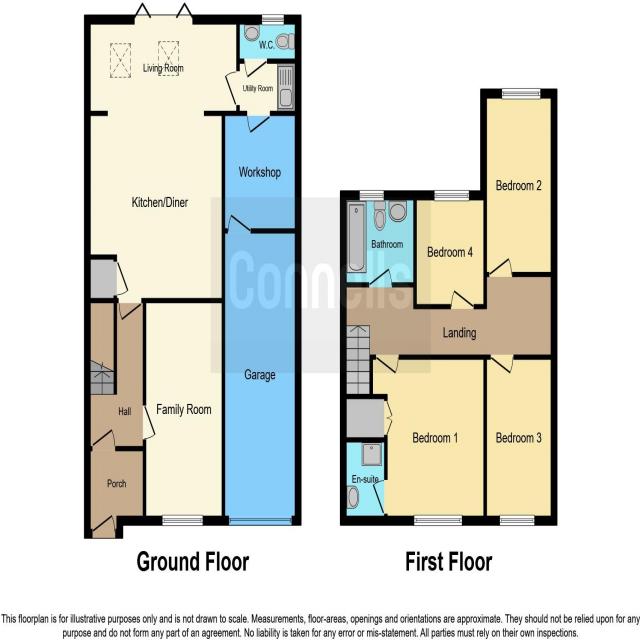 Living Room
W.C.
Utility Room
Workshop
Kitchen/Diner
Garage
Hall
Family Room
Porch
Ground Floor
Bedroom 2
Bathroom
Bedroom 4
Landing
Bedroom 1
Bedroom 3
En-suite
First Floor
Connells
This floorplan is for illustrative purposes only and is not drawn to scale. Measurements, floor-areas, openings and orientations are approximate. They should not be relied upon for any
purpose and do not form any part of an agreement. No liability is taken for any error or mis-statement. All parties must rely on their own inspections.